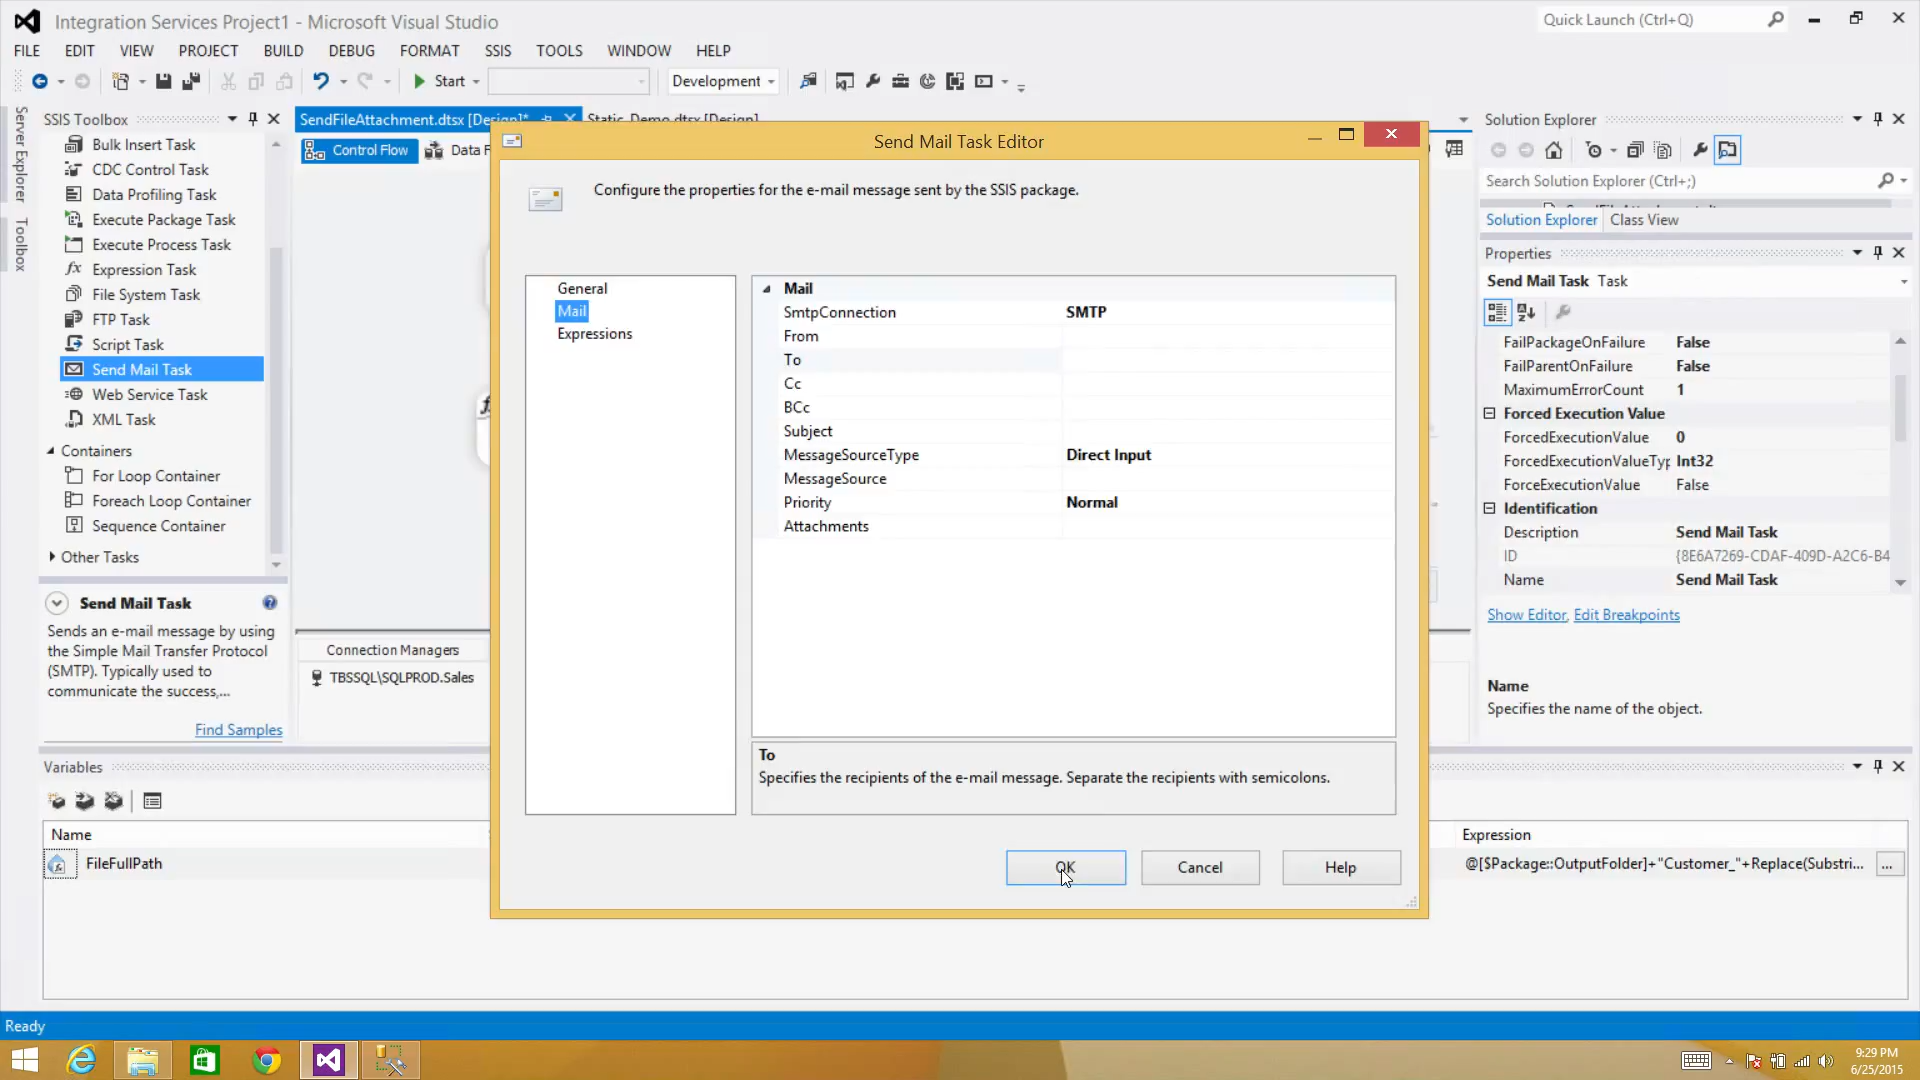 Integration Services Project1 - Microsoft Visual Studio
Quick Launch (Ctrl+Q)
FILE EDIT VIEW PROJECT BUILD DEBUG FORMAT SSIS TOOLS WINDOW HELP
Start
Development
Server Explorer
Toolbox
SSIS Toolbox
Bulk Insert Task
CDC Control Task
Data Profiling Task
Execute Package Task
Execute Process Task
Expression Task
File System Task
FTP Task
Script Task
Send Mail Task
Web Service Task
XML Task
Containers
For Loop Container
Foreach Loop Container
Sequence Container
Other Tasks
Send Mail Task
Sends an e-mail message by using
the Simple Mail Transfer Protocol
(SMTP). Typically used to
communicate the success,...
Find Samples
SendFileAttachment.dtsx [Design]*
Static_Demo.dtsx [Design]
Control Flow
Data F
Connection Managers
TBSSQL\SQLPROD.Sales
Send Mail Task Editor
Configure the properties for the e-mail message sent by the SSIS package.
General
Mail
Expressions
Mail
SmtpConnection SMTP
From
To
Cc
BCc
Subject
MessageSourceType Direct Input
MessageSource
Priority Normal
Attachments
To
Specifies the recipients of the e-mail message. Separate the recipients with semicolons.
OK
Cancel
Help
Solution Explorer
Search Solution Explorer (Ctrl+;)
Solution Explorer
Class View
Properties
Send Mail Task Task
FailPackageOnFailure False
FailParentOnFailure False
MaximumErrorCount 1
Forced Execution Value
ForcedExecutionValue 0
ForcedExecutionValueTyp Int32
ForceExecutionValue False
Identification
Description Send Mail Task
ID {8E6A7269-CDAF-409D-A2C6-B4
Name Send Mail Task
Show Editor, Edit Breakpoints
Name
Specifies the name of the object.
Variables
Name
Expression
FileFullPath
@[$Package::OutputFolder]+"Customer_"+Replace(Substri...
...
Ready
9:29 PM
6/25/2015